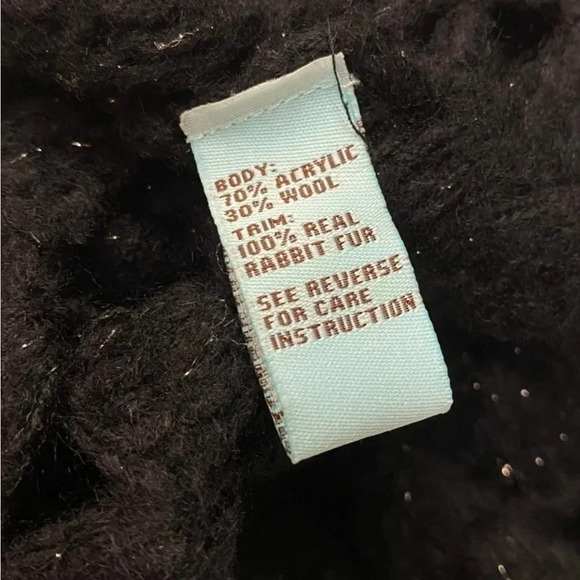 BODY:
70% ACRYLIC
30% WOOL
TRIM:
100% REAL
RABBIT FUR
SEE REVERSE
FOR CARE
INSTRUCTION